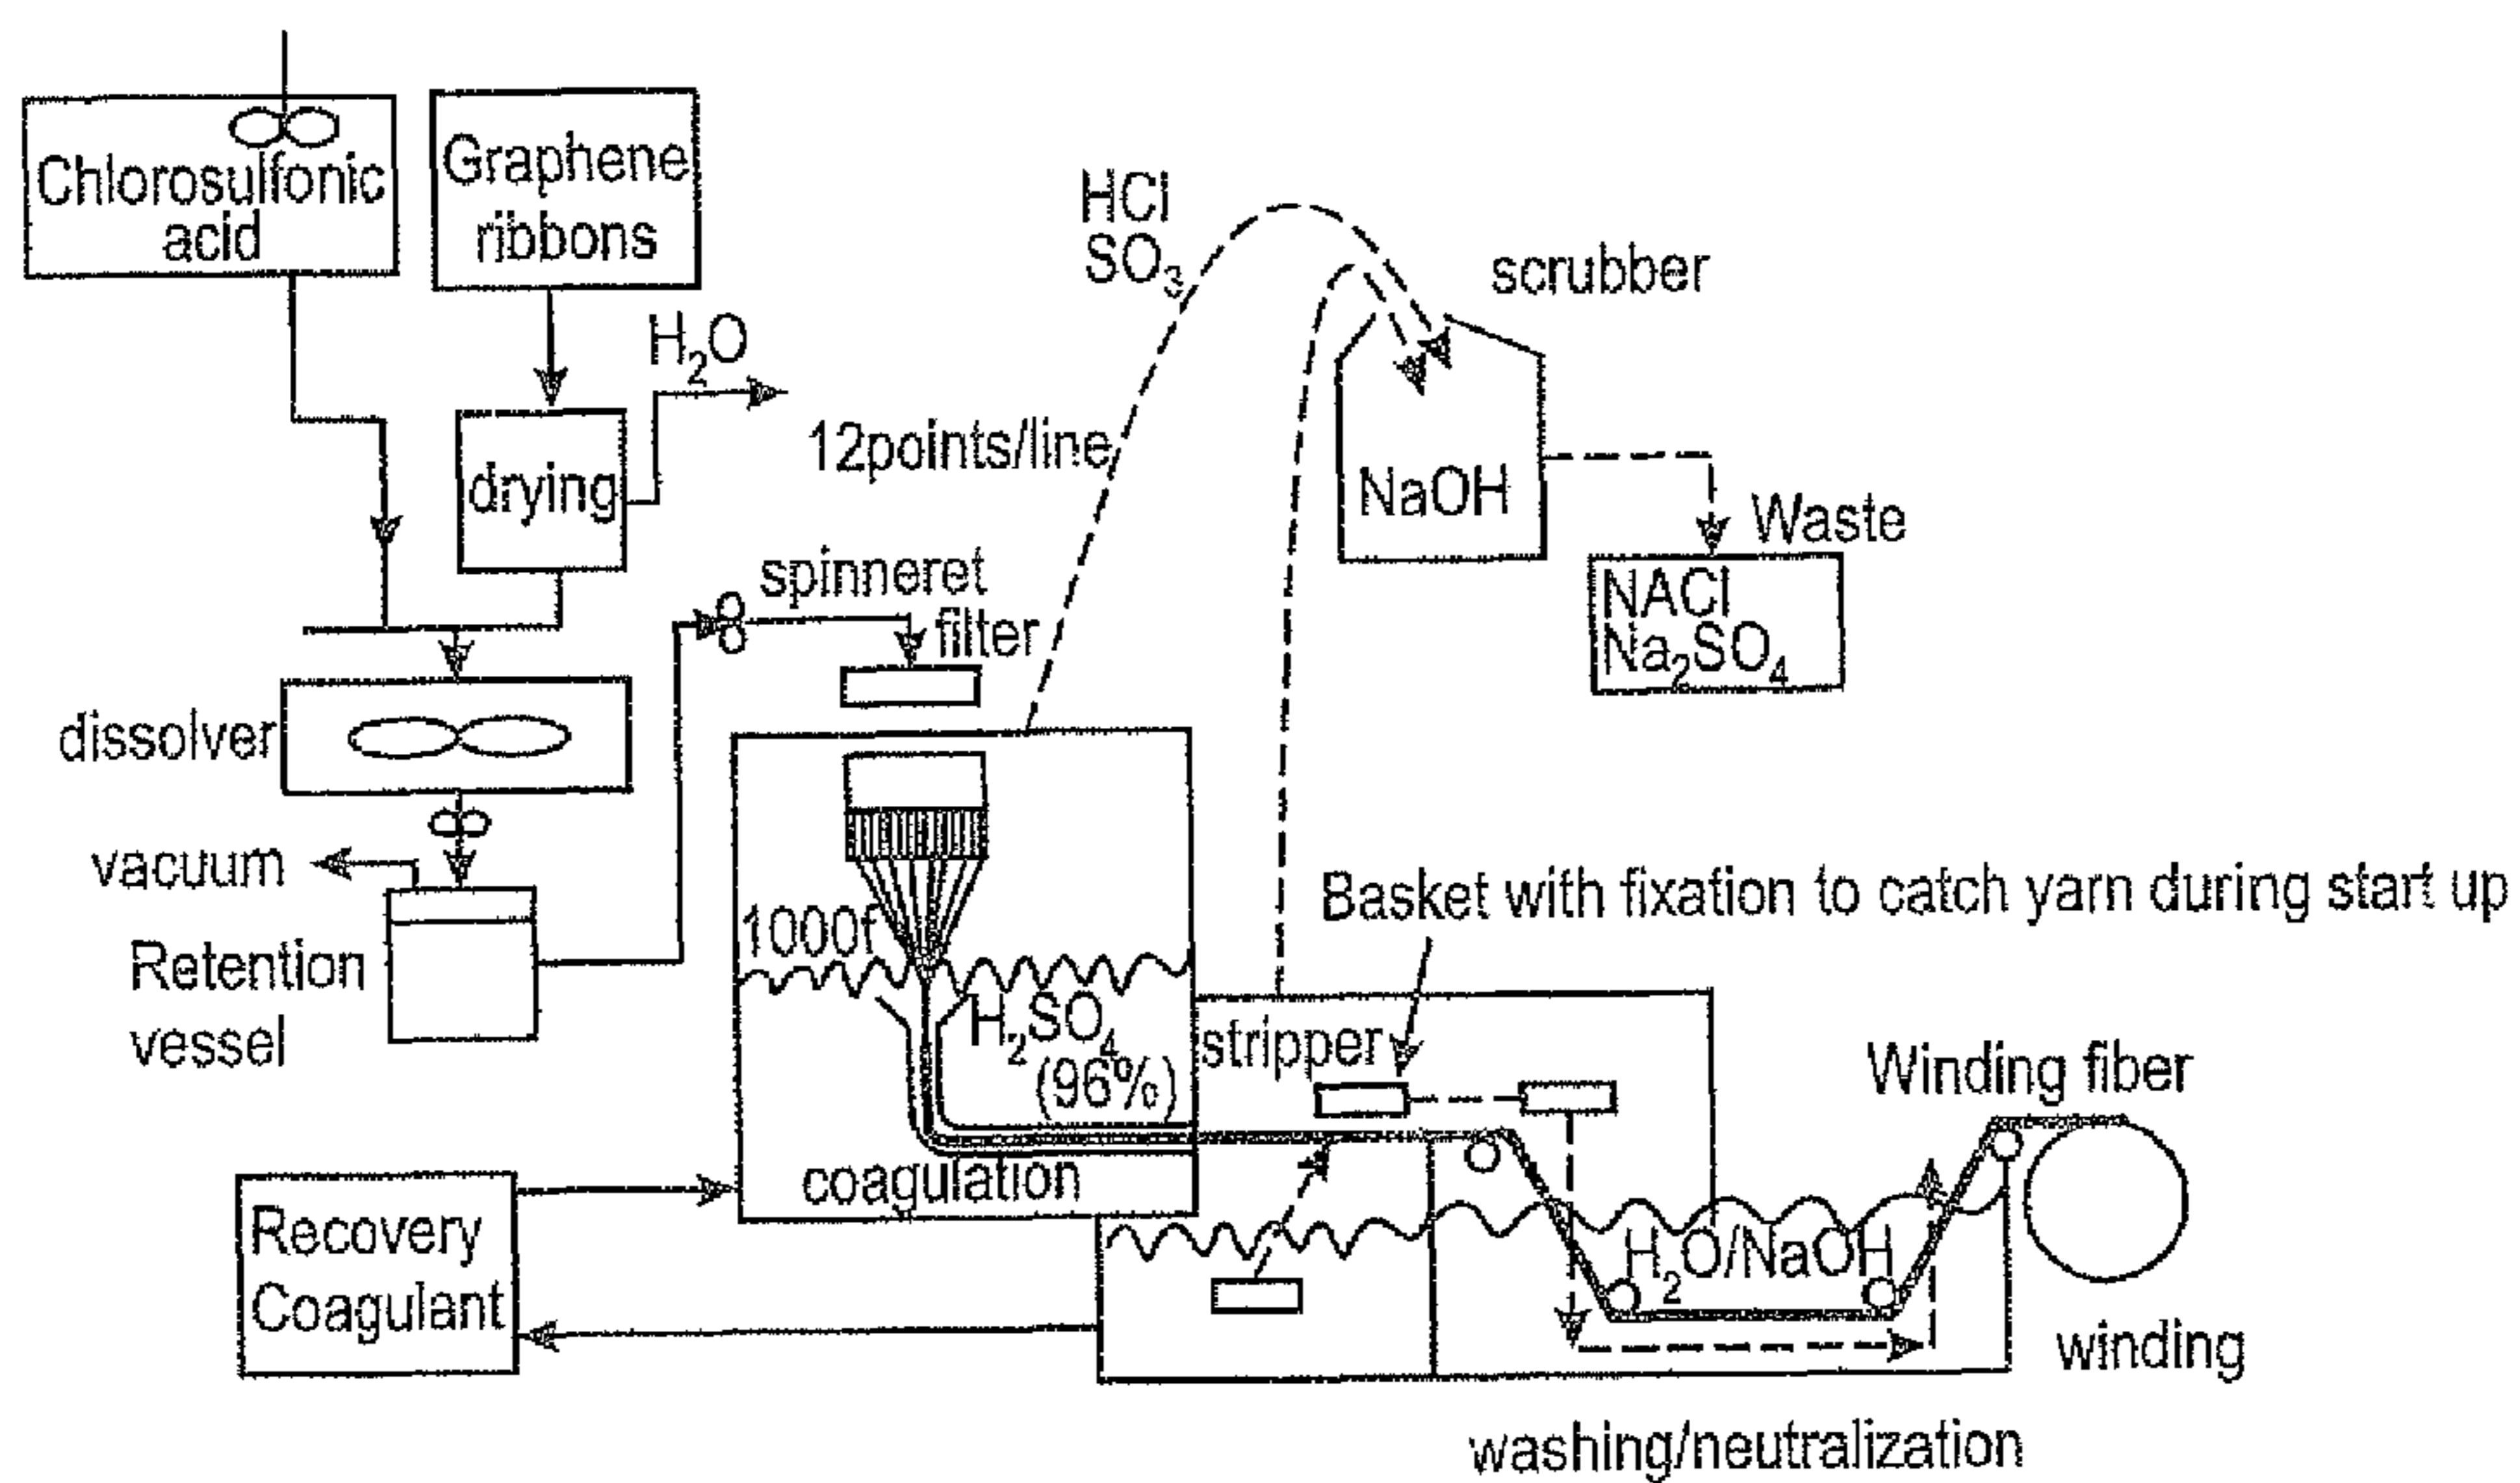 Chlorosulfonic
acid
Graphene
ribbons
H₂O
drying
HCl
SO₃
scrubber
12points/line
NaOH
Waste
NACl
Na₂SO₄
spinneret
filter
dissolver
vacuum
Retention
vessel
1000f
H₂SO₄
(96%)
coagulation
stripper
Basket with fixation to catch yarn during start up
Winding fiber
Recovery
Coagulant
H₂O/NaOH
winding
washing/neutralization